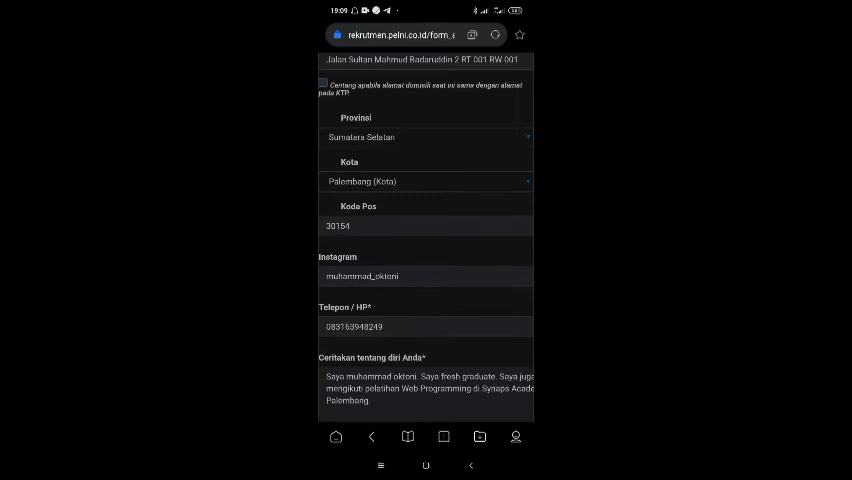 19:09
rekrutmen.pelni.co.id/form_a
Jalan Sultan Mahmud Badaruddin 2 RT 001 RW 001
Centang apabila alamat domisili saat ini sama dengan alamat
pada KTP.
Provinsi
Sumatera Selatan
Kota
Palembang (Kota)
Kode Pos
30154
Instagram
muhammad_oktoni
Telepon / HP*
083163948249
Ceritakan tentang diri Anda*
Saya muhammad oktoni. Saya fresh graduate. Saya juga
mengikuti pelatihan Web Programming di Synaps Acade
Palembang.